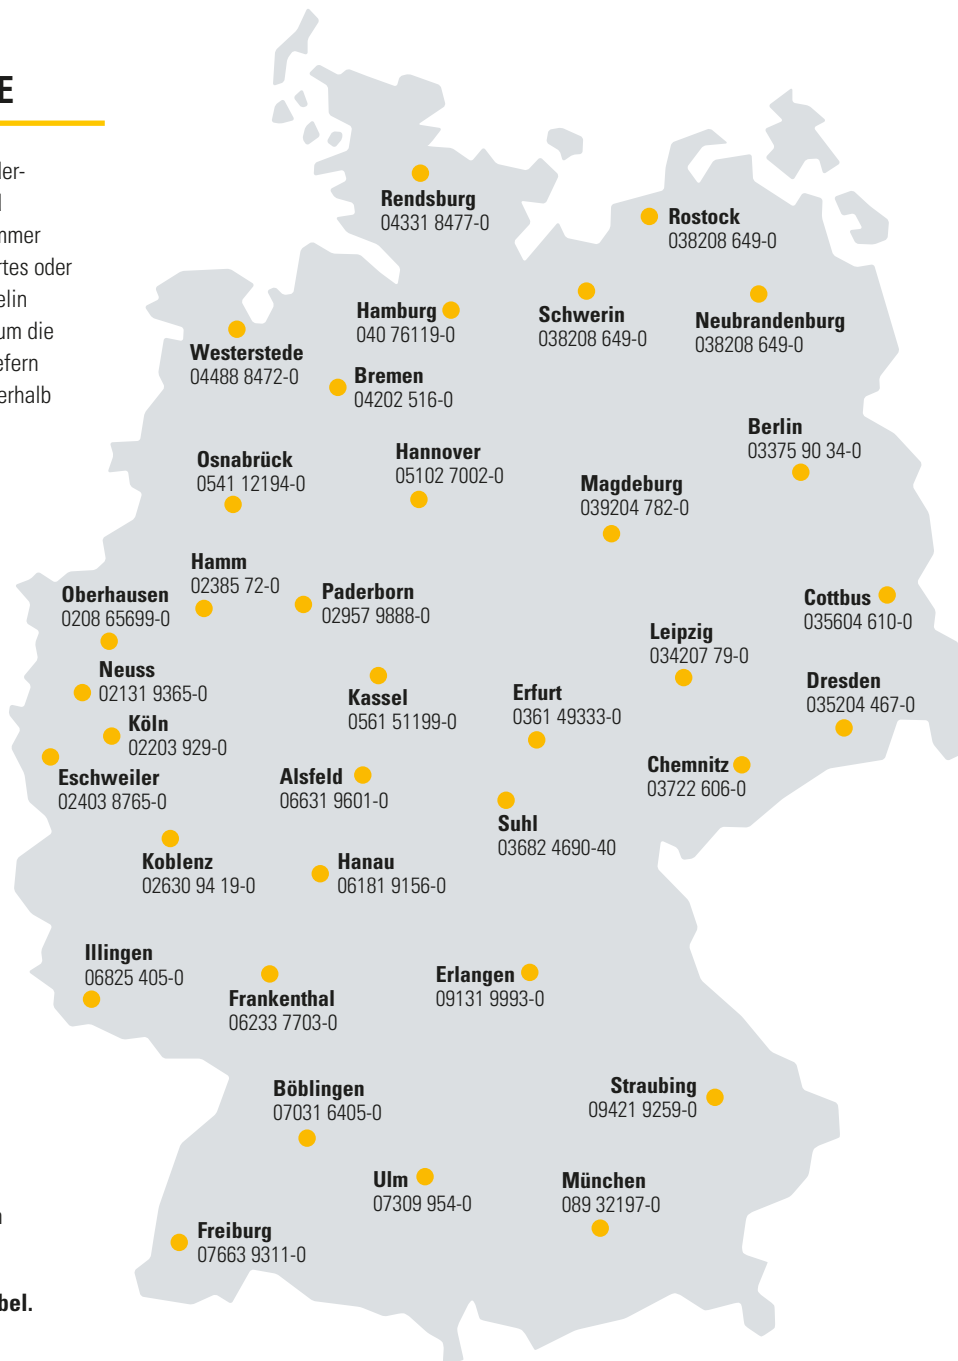 E
ler-
mmer
rtes oder
elin
um die
efern
erhalb
Rendsburg
04331 8477-0
Rostock
038208 649-0
Hamburg
040 76119-0
Schwerin
038208 649-0
Neubrandenburg
038208 649-0
Westerstede
04488 8472-0
Bremen
04202 516-0
Berlin
03375 90 34-0
Osnabrück
0541 12194-0
Hannover
05102 7002-0
Magdeburg
039204 782-0
Hamm
02385 72-0
Oberhausen
0208 65699-0
Paderborn
02957 9888-0
Cottbus
035604 610-0
Leipzig
034207 79-0
Neuss
02131 9365-0
Kassel
0561 51199-0
Erfurt
0361 49333-0
Dresden
035204 467-0
Köln
02203 929-0
Eschweiler
02403 8765-0
Alsfeld
06631 9601-0
Chemnitz
03722 606-0
Suhl
03682 4690-40
Koblenz
02630 94 19-0
Hanau
06181 9156-0
Illingen
06825 405-0
Frankenthal
06233 7703-0
Erlangen
09131 9993-0
Böblingen
07031 6405-0
Straubing
09421 9259-0
Ulm
07309 954-0
München
089 32197-0
Freiburg
07663 9311-0
bel.